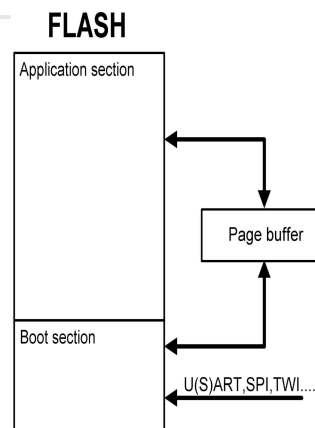 FLASH
Application section
Page buffer
Boot section
U(S)ART,SPI,TWI....